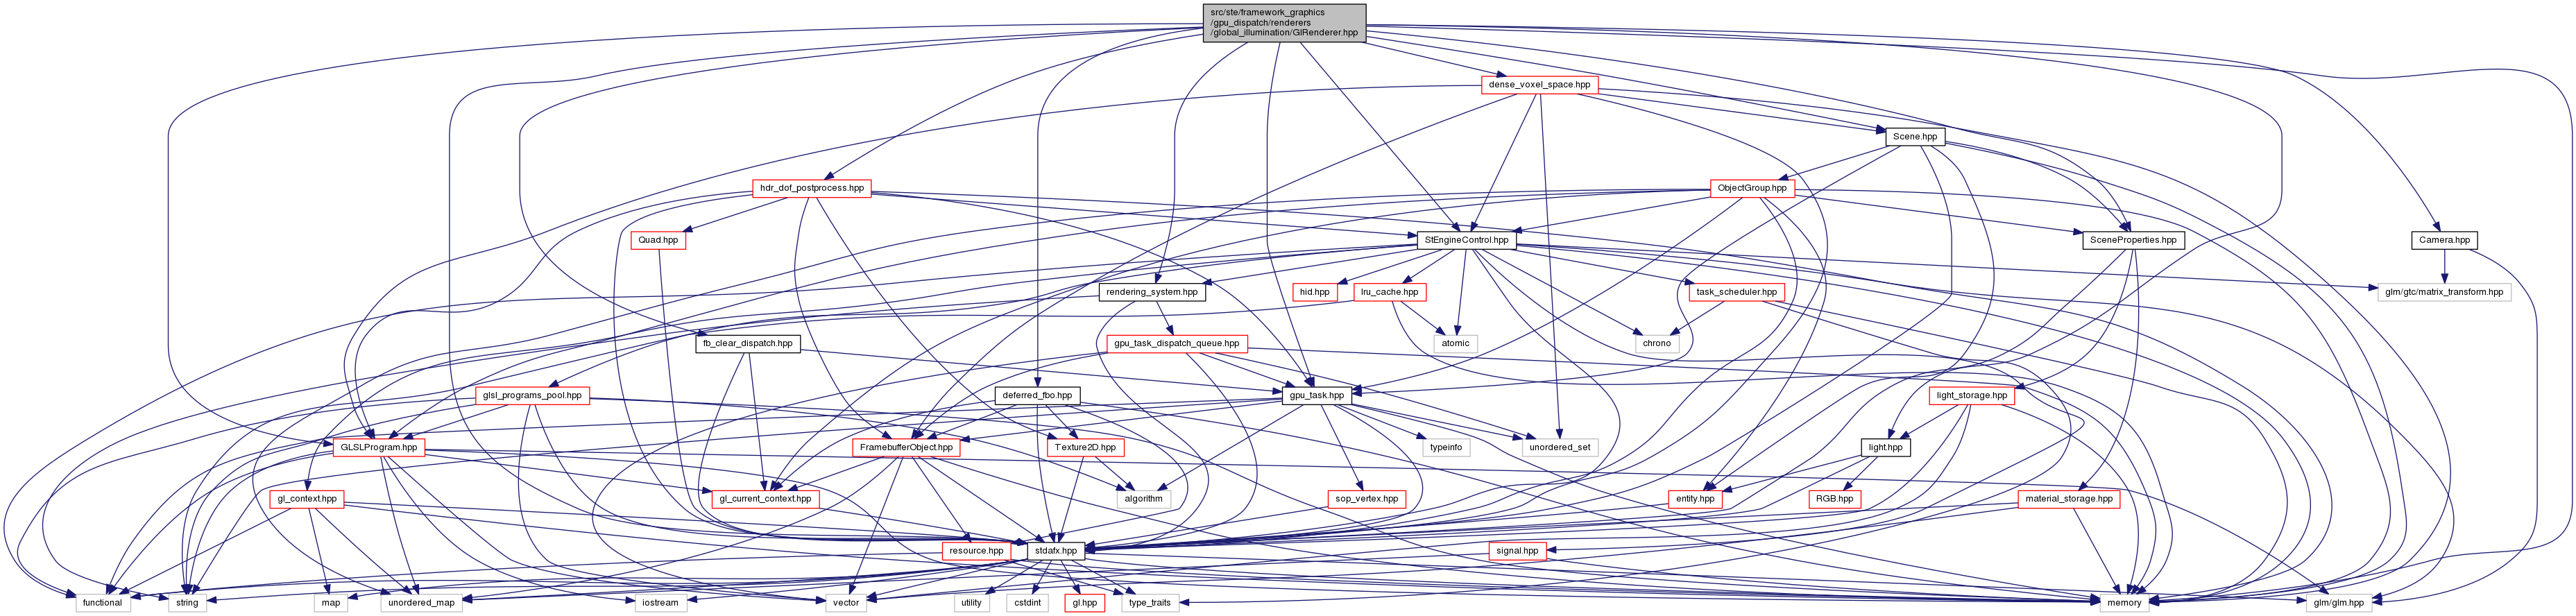 src/ste/framework_graphics
/gpu_dispatch/renderers
/global_illumination/GIRenderer.hpp
dense_voxel_space.hpp
Scene.hpp
hdr_dof_postprocess.hpp
ObjectGroup.hpp
Quad.hpp
StEngineControl.hpp
SceneProperties.hpp
Camera.hpp
rendering_system.hpp
hid.hpp
lru_cache.hpp
task_scheduler.hpp
glm/gtc/matrix_transform.hpp
fb_clear_dispatch.hpp
gpu_task_dispatch_queue.hpp
atomic
chrono
glsl_programs_pool.hpp
deferred_fbo.hpp
gpu_task.hpp
light_storage.hpp
GLSLProgram.hpp
FramebufferObject.hpp
Texture2D.hpp
typeinfo
unordered_set
light.hpp
gl_context.hpp
gl_current_context.hpp
algorithm
sop_vertex.hpp
entity.hpp
RGB.hpp
material_storage.hpp
resource.hpp
stdafx.hpp
signal.hpp
functional
string
map
unordered_map
iostream
vector
utility
cstdint
gl.hpp
type_traits
memory
glm/glm.hpp